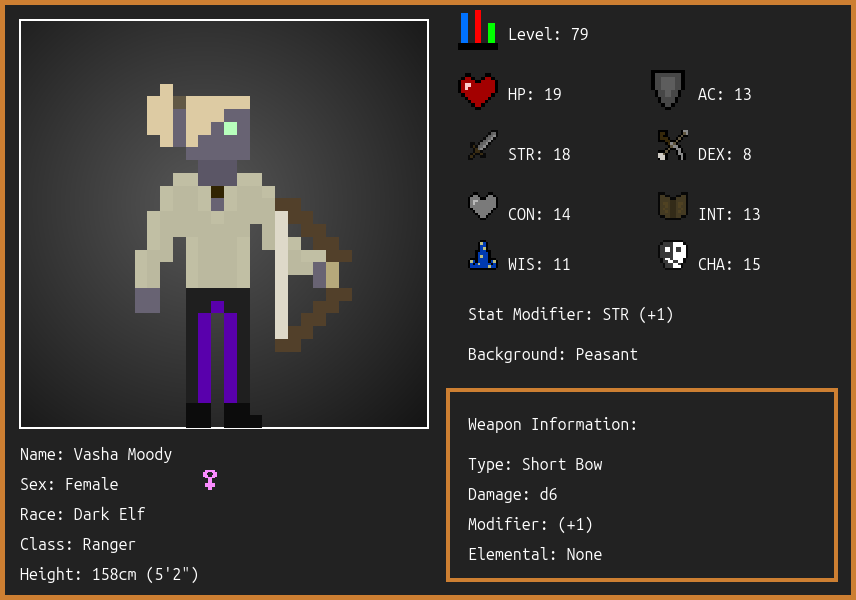 Level: 79
HP: 19
AC: 13
STR: 18
DEX: 8
CON: 14
INT: 13
WIS: 11
CHA: 15
Stat Modifier: STR (+1)
Background: Peasant
Weapon Information:
Type: Short Bow
Damage: d6
Modifier: (+1)
Elemental: None
Name: Vasha Moody
Sex: Female
Race: Dark Elf
Class: Ranger
Height: 158cm (5'2")